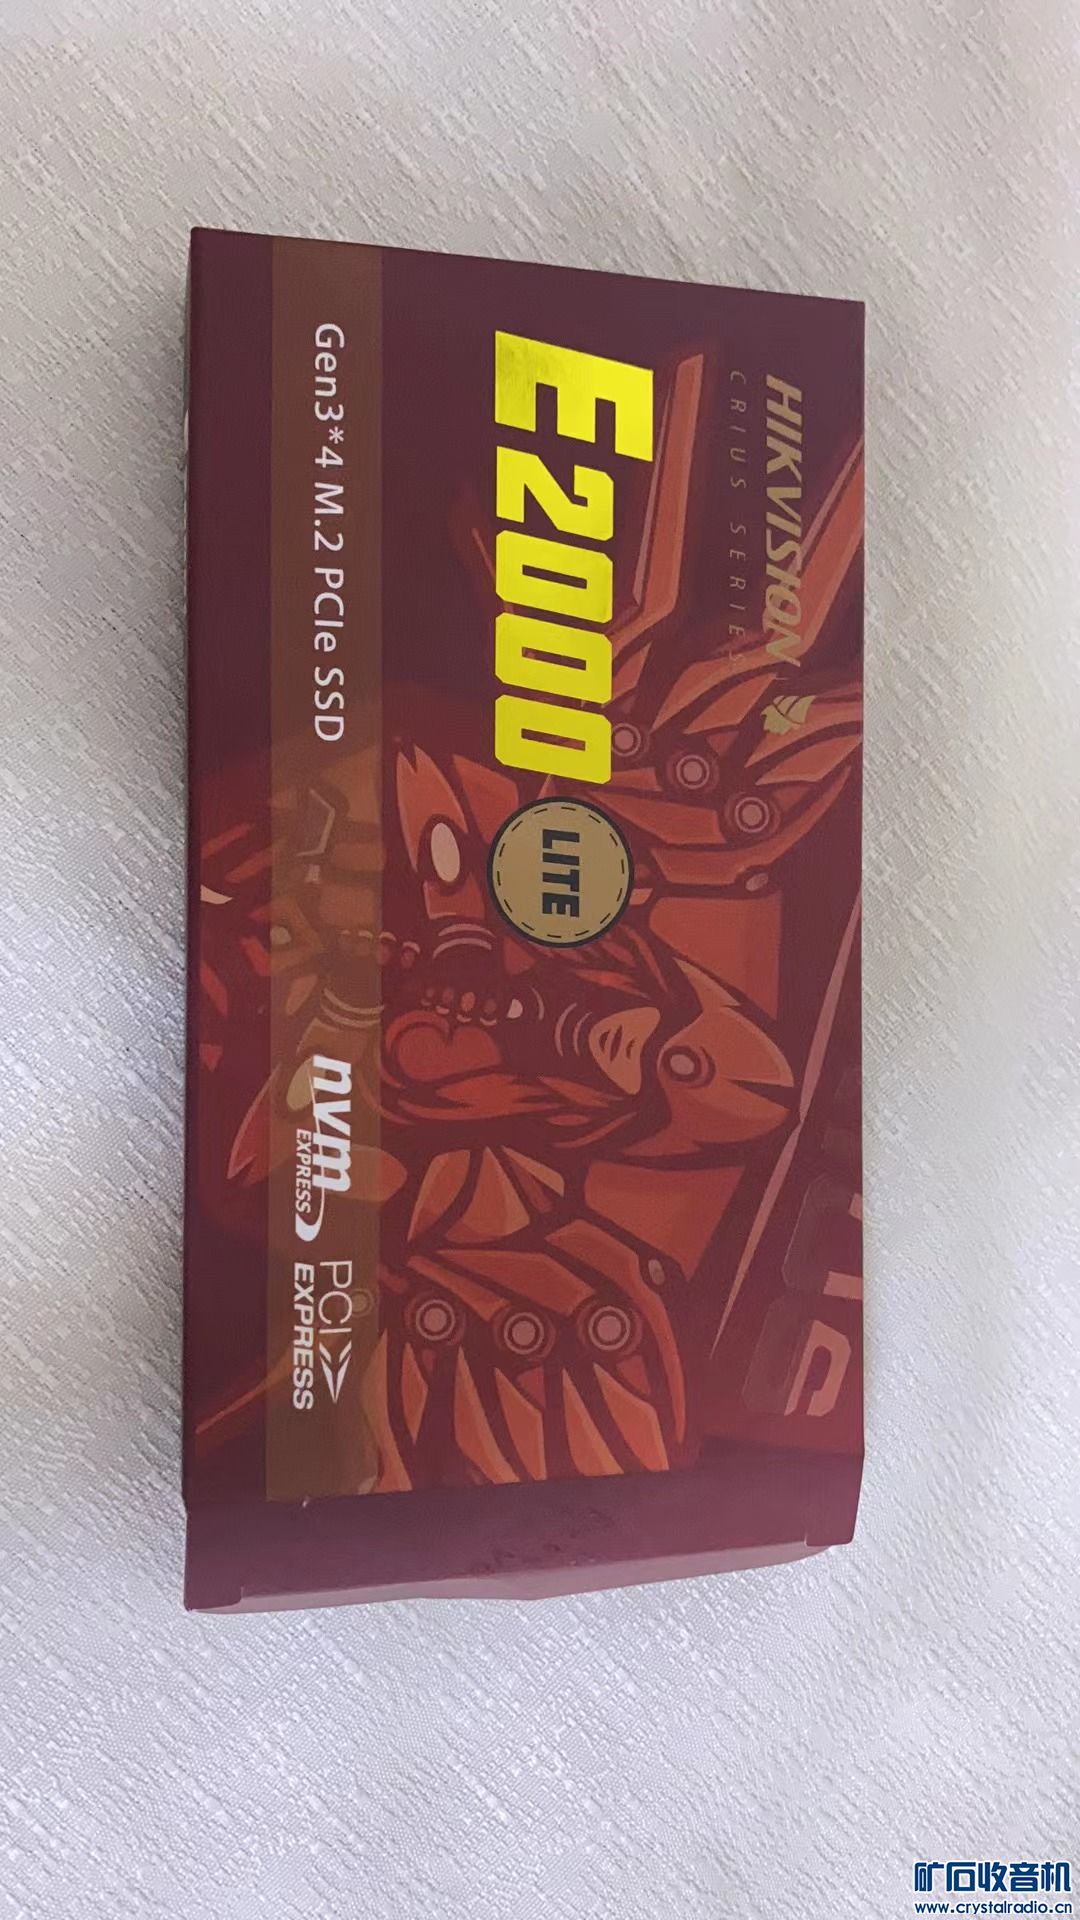 HIKVISION
CRIUS SERIES
E2000
LITE
Gen3*4 M.2 PCIe SSD
nvm
EXPRESS
PCI
EXPRESS
矿石收音机
www.crystalradio.cn